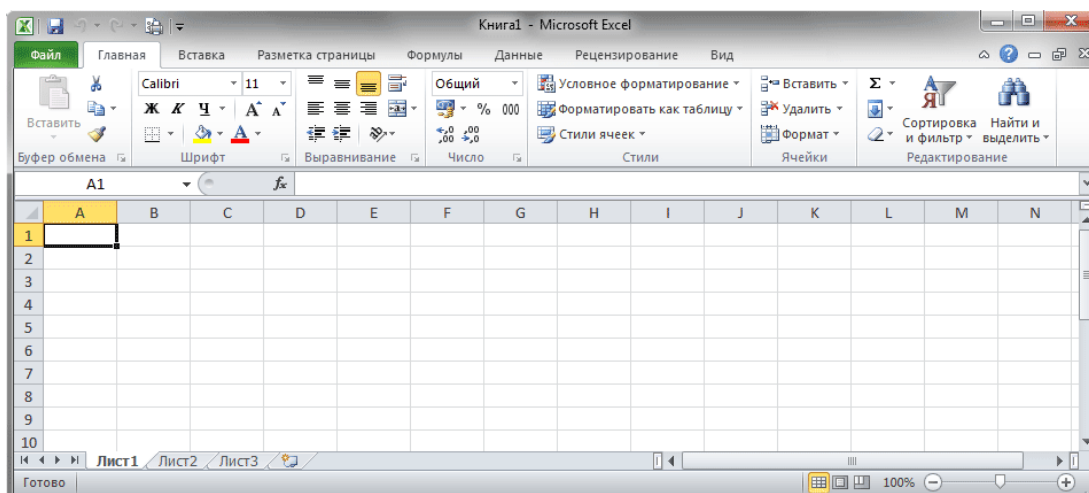 Книга1 - Microsoft Excel
Файл Главная Вставка Разметка страницы Формулы Данные Рецензирование Вид
Calibri 11 Общий Условное форматирование Вставить Σ
Вставить Ж К Ч А А А % 000 Форматировать как таблицу Удалить Сортировка и фильтр Найти и выделить
Стили ячеек Формат
Буфер обмена Шрифт Выравнивание Число Стили Ячейки Редактирование
A1 fx
A B C D E F G H I J K L M N
1
2
3
4
5
6
7
8
9
10
Лист1 Лист2 Лист3
Готово 100%